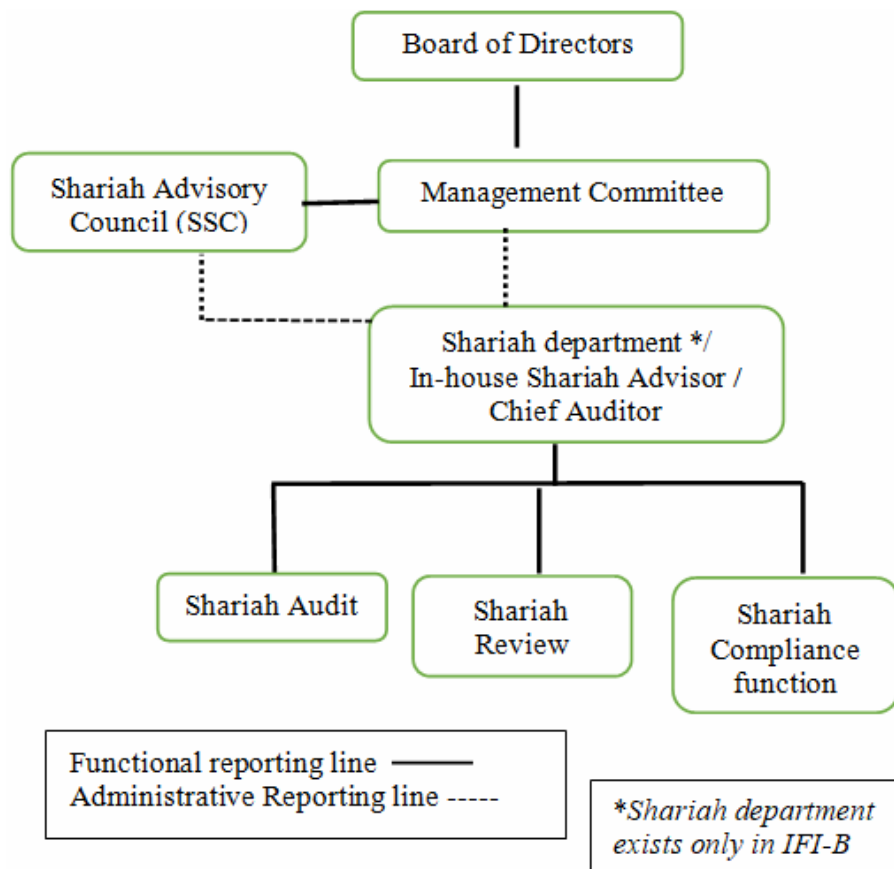 Board of Directors
Shariah Advisory
Council (SSC)
Management Committee
Shariah department */
In-house Shariah Advisor /
Chief Auditor
Shariah Audit
Shariah
Review
Shariah
Compliance
function
Functional reporting line
Administrative Reporting line
*Shariah department
exists only in IFI-B